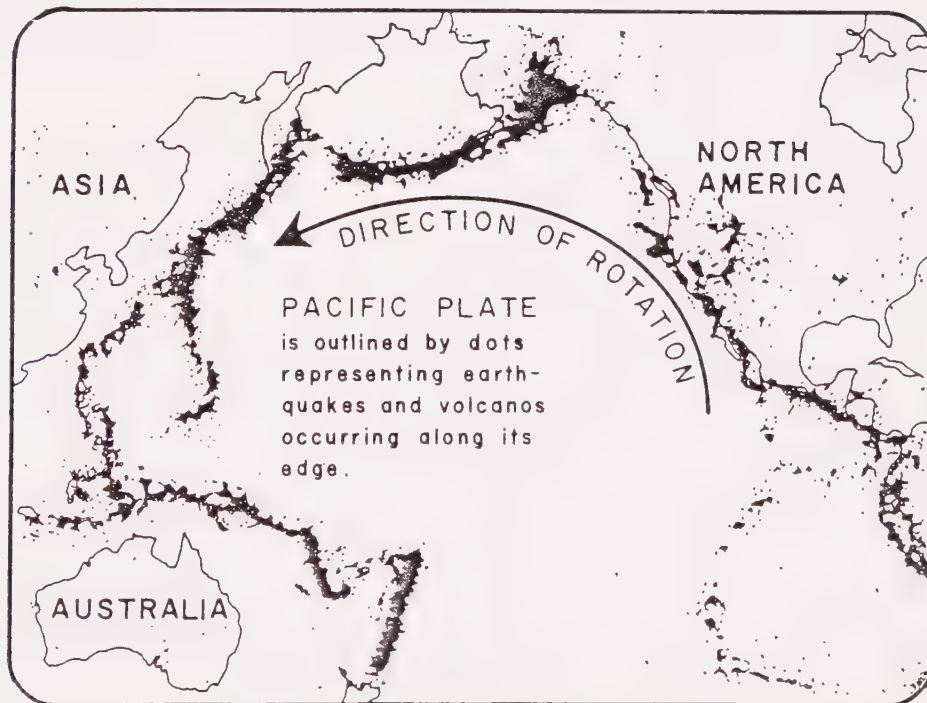 ASIA
NORTH
AMERICA
DIRECTION OF ROTATION
PACIFIC PLATE
is outlined by dots
representing earth-
quakes and volcanos
occurring along its
edge.
AUSTRALIA